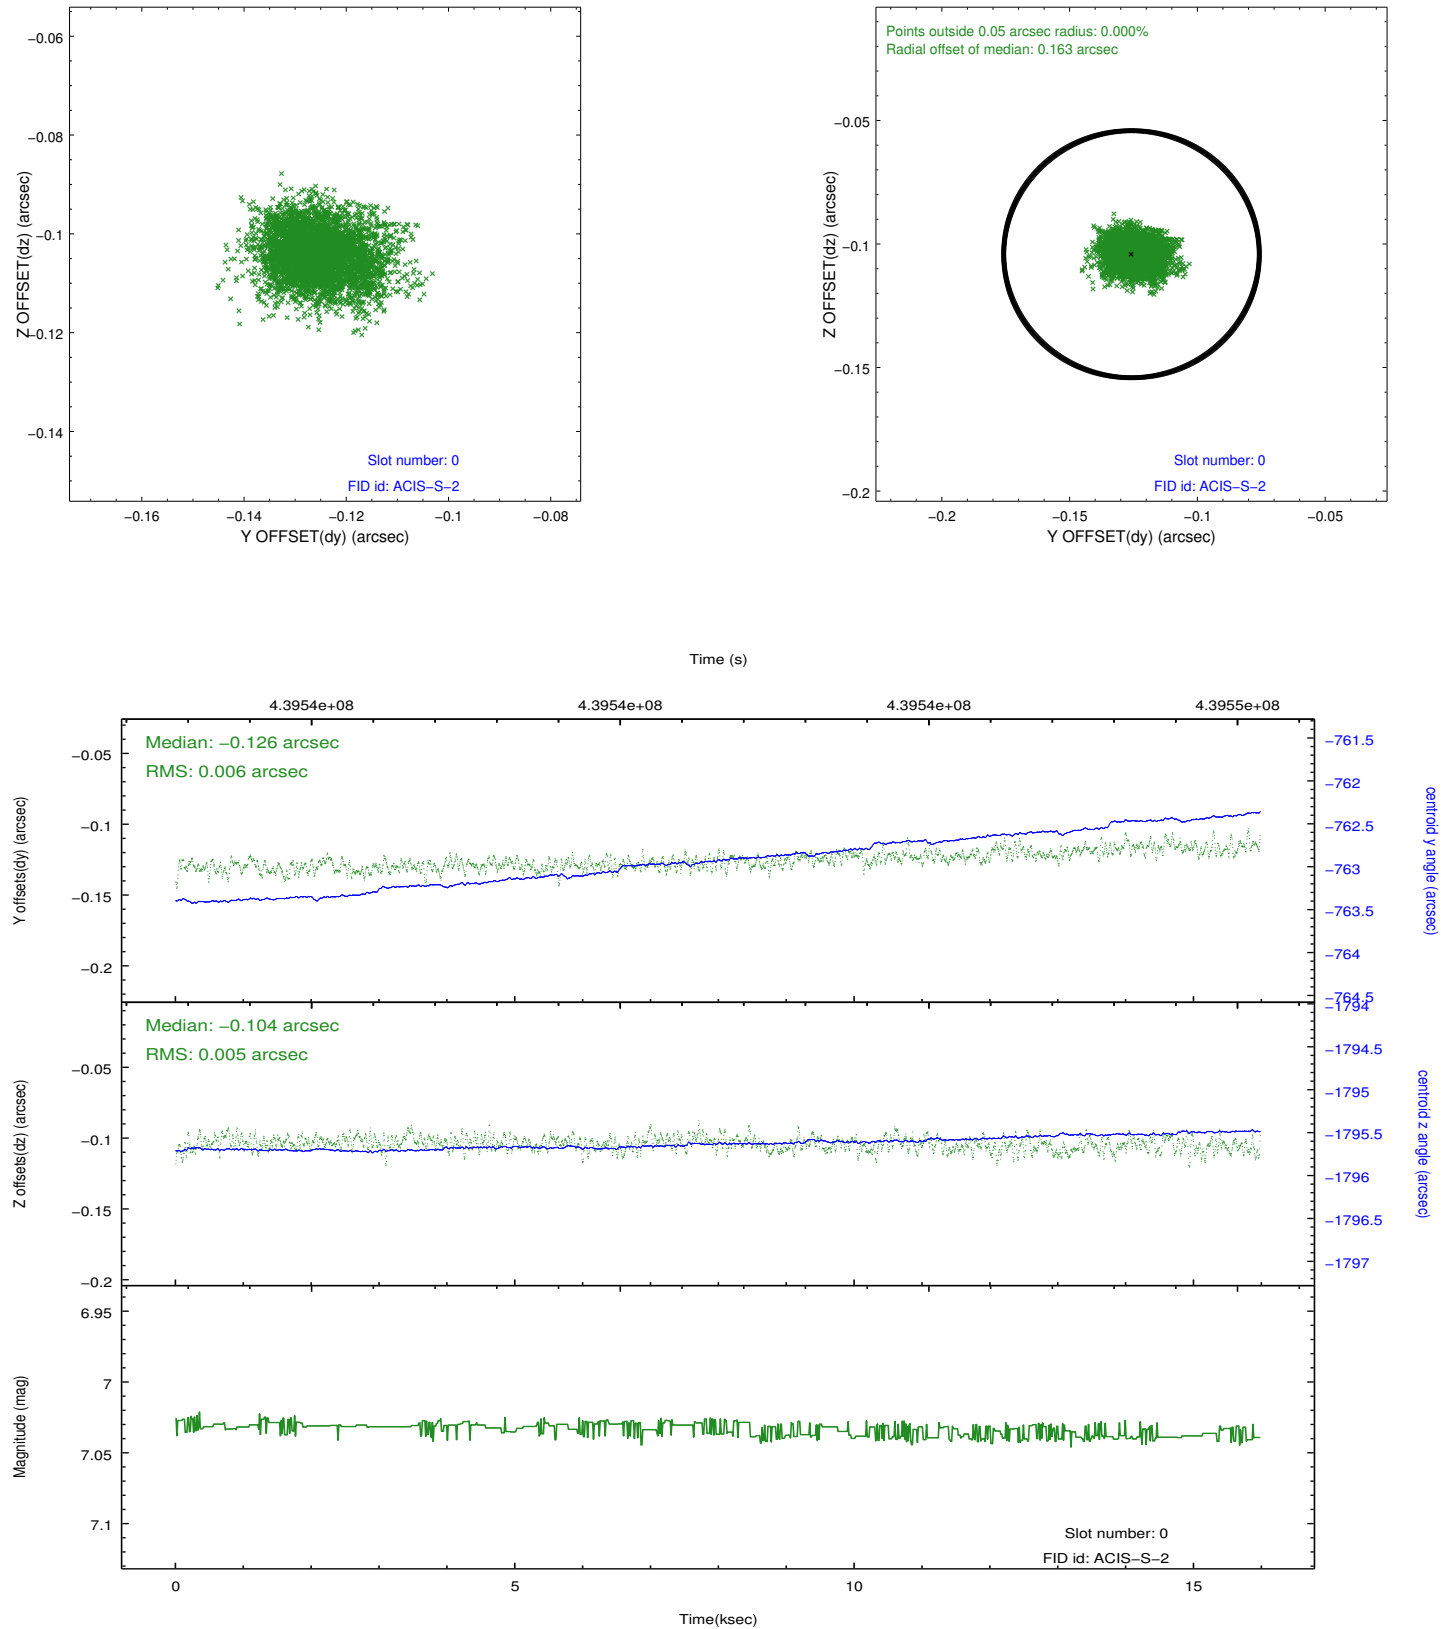 −0.06
−0.08
−0.1
−0.12
−0.14
Z OFFSET(dz) (arcsec)
Slot number: 0
FID id: ACIS−S−2
−0.16
−0.14
−0.12
−0.1
−0.08
Y OFFSET(dy) (arcsec)
Points outside 0.05 arcsec radius: 0.000%
Radial offset of median: 0.163 arcsec
−0.05
−0.1
−0.15
−0.2
Z OFFSET(dz) (arcsec)
Slot number: 0
FID id: ACIS−S−2
−0.2
−0.15
−0.1
−0.05
Y OFFSET(dy) (arcsec)
Time (s)
4.3954e+08
4.3954e+08
4.3954e+08
4.3955e+08
Median: −0.126 arcsec
RMS: 0.006 arcsec
−0.05
−0.1
−0.15
−0.2
Y offsets(dy) (arcsec)
−761.5
−762
−762.5
−763
−763.5
−764
−764.5
centroid y angle (arcsec)
Median: −0.104 arcsec
RMS: 0.005 arcsec
−0.05
−0.1
−0.15
−0.2
Z offsets(dz) (arcsec)
−1794
−1794.5
−1795
−1795.5
−1796
−1796.5
−1797
centroid z angle (arcsec)
6.95
7
7.05
7.1
Magnitude (mag)
Slot number: 0
FID id: ACIS−S−2
0
5
10
15
Time(ksec)